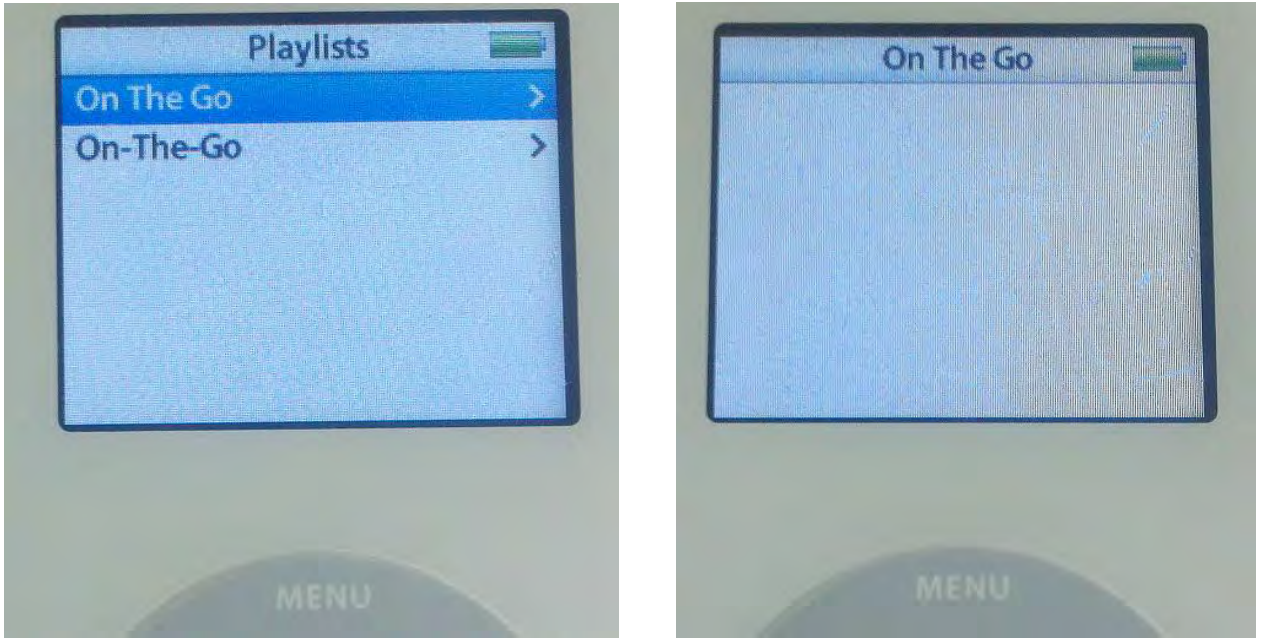 Playlists
On The Go
On-The-Go
MENU
On The Go
MENU